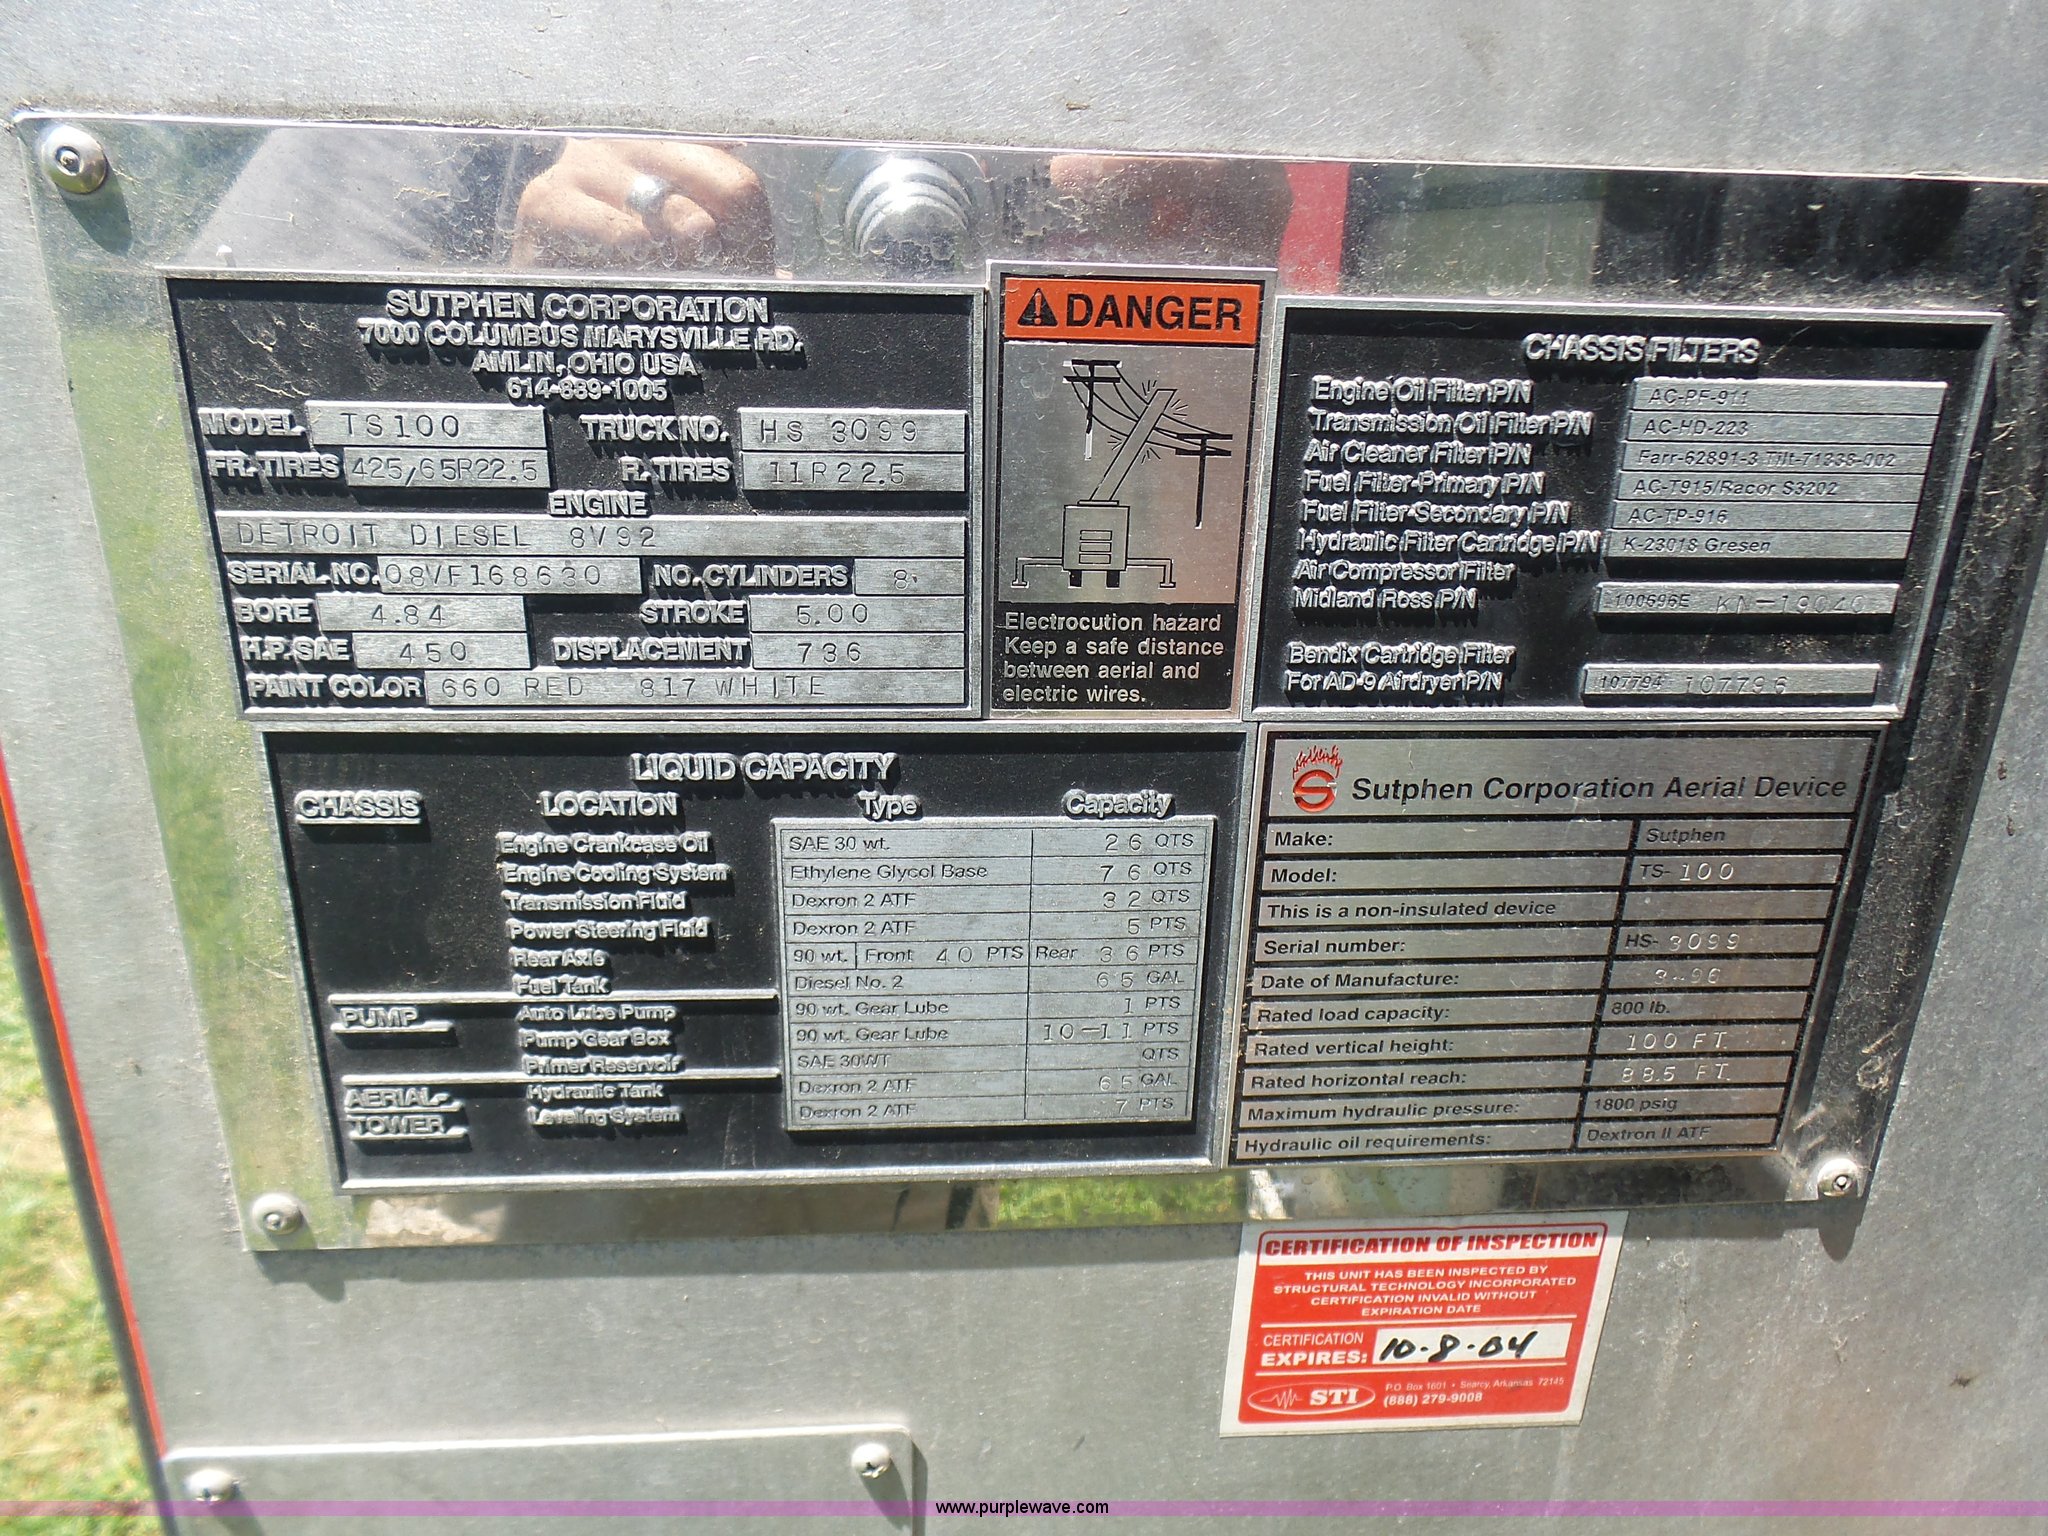 SUTPHEN CORPORATION
7000 COLUMBUS MARYSVILLE RD.
AMLIN, OHIO USA
614-889-1005
MODEL TS100 TRUCK NO. HS 3099
FR. TIRES 425/65R22.5 R. TIRES 11R22.5
ENGINE
DETROIT DIESEL 8V92
SERIAL NO. 08VF168630 NO. CYLINDERS 8
BORE 4.84 STROKE 5.00
H.P. SAE 450 DISPLACEMENT 736
PAINT COLOR 660 RED 817 WHITE
DANGER
Electrocution hazard
Keep a safe distance
between aerial and
electric wires.
CHASSIS FILTERS
Engine Oil Filter P/N AC-PF-911
Transmission Oil Filter P/N AC-HD-223
Air Cleaner Filter P/N Farr-62891-3 Tilt-71338-002
Fuel Filter-Primary P/N AC-T915/Racor S3202
Fuel Filter-Secondary P/N AC-TP-916
Hydraulic Filter Cartridge P/N K-23018 Gresen
Air Compressor Filter
Midland Ross P/N 100696E KN-19040
Bendix Cartridge Filter
For AD-9 Airdryer P/N 107794 107796
LIQUID CAPACITY
CHASSIS LOCATION Type Capacity
Engine Crankcase Oil SAE 30 wt. 26 QTS
Engine Cooling System Ethylene Glycol Base 76 QTS
Transmission Fluid Dexron 2 ATF 32 QTS
Power Steering Fluid Dexron 2 ATF 5 PTS
Rear Axle 90 wt. Front 40 PTS Rear 36 PTS
Fuel Tank Diesel No. 2 65 GAL
PUMP Auto Lube Pump 90 wt. Gear Lube 1 PTS
Pump Gear Box 90 wt. Gear Lube 10-11 PTS
Primer Reservoir SAE 30WT QTS
AERIAL- Hydraulic Tank Dexron 2 ATF 65 GAL
TOWER Leveling System Dexron 2 ATF 7 PTS
S Sutphen Corporation Aerial Device
Make: Sutphen
Model: TS-100
This is a non-insulated device
Serial number: HS-3099
Date of Manufacture: 3-96
Rated load capacity: 800 lb.
Rated vertical height: 100 FT.
Rated horizontal reach: 88.5 FT.
Maximum hydraulic pressure: 1800 psig
Hydraulic oil requirements: Dextron II ATF
CERTIFICATION OF INSPECTION
THIS UNIT HAS BEEN INSPECTED BY
STRUCTURAL TECHNOLOGY INCORPORATED
CERTIFICATION INVALID WITHOUT
EXPIRATION DATE
CERTIFICATION
EXPIRES: 10-8-04
STI P.O. Box 1601 • Searcy, Arkansas 72145
(888) 279-9008
www.purplewave.com